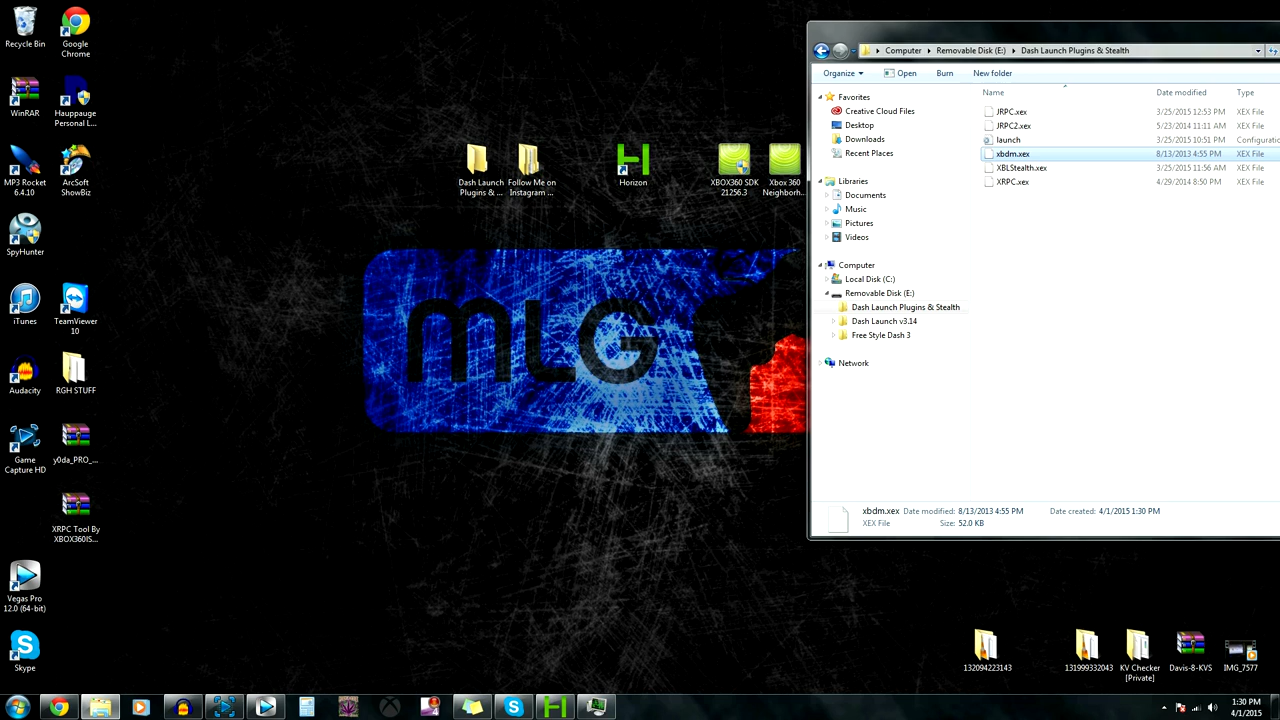 Recycle Bin
Google
Chrome
WinRAR
Hauppauge
Personal L...
MP3 Rocket
6.4.10
ArcSoft
ShowBiz
SpyHunter
iTunes
TeamViewer
10
Audacity
RGH STUFF
Game
Capture HD
y0da_PRO_...
XRPC Tool By
XBOX360IS...
Vegas Pro
12.0 (64-bit)
Skype
Dash Launch
Plugins & ...
Follow Me on
Instagram ...
Horizon
XBOX360 SDK
21256.3
Xbox 360
Neighborh...
MLG
Computer Removable Disk (E:) Dash Launch Plugins & Stealth
Organize Open Burn New folder
Name Date modified Type
JRPC.xex 3/25/2015 12:53 PM XEX File
JRPC2.xex 5/23/2014 11:11 AM XEX File
launch 3/25/2015 10:51 PM Configuratio
xbdm.xex 8/13/2013 4:55 PM XEX File
XBLStealth.xex 3/25/2015 11:56 AM XEX File
XRPC.xex 4/29/2014 8:50 PM XEX File
Favorites
Creative Cloud Files
Desktop
Downloads
Recent Places
Libraries
Documents
Music
Pictures
Videos
Computer
Local Disk (C:)
Removable Disk (E:)
Dash Launch Plugins & Stealth
Dash Launch v3.14
Free Style Dash 3
Network
xbdm.xex Date modified: 8/13/2013 4:55 PM Date created: 4/1/2015 1:30 PM
XEX File Size: 52.0 KB
132094223143
131999332043
KV Checker
[Private]
Davis-8-KVS
IMG_7577
1:30 PM
4/1/2015